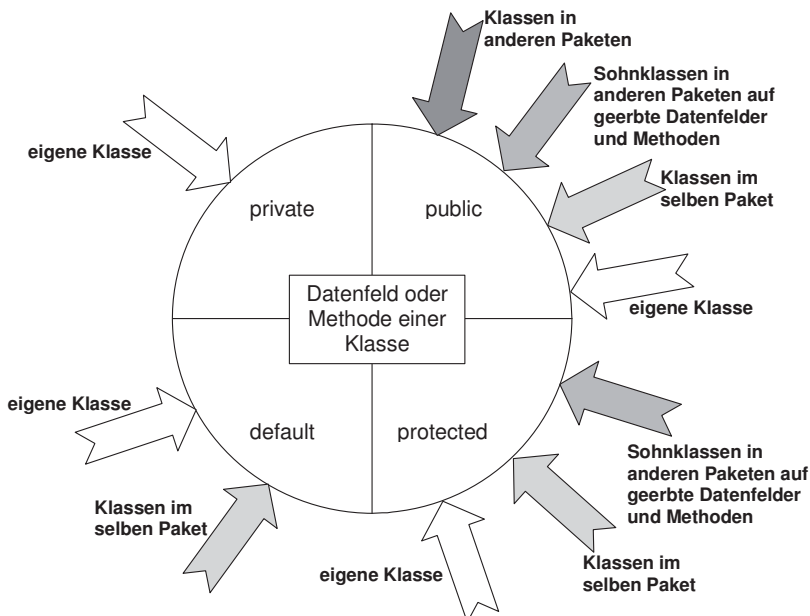 Klassen in
anderen Paketen
Sohnklassen in
anderen Paketen auf
geerbte Datenfelder
und Methoden
eigene Klasse
Klassen im
selben Paket
private
public
Datenfeld oder
Methode einer
Klasse
eigene Klasse
eigene Klasse
default
protected
Sohnklassen in
anderen Paketen auf
geerbte Datenfelder
und Methoden
Klassen im
selben Paket
eigene Klasse
Klassen im
selben Paket